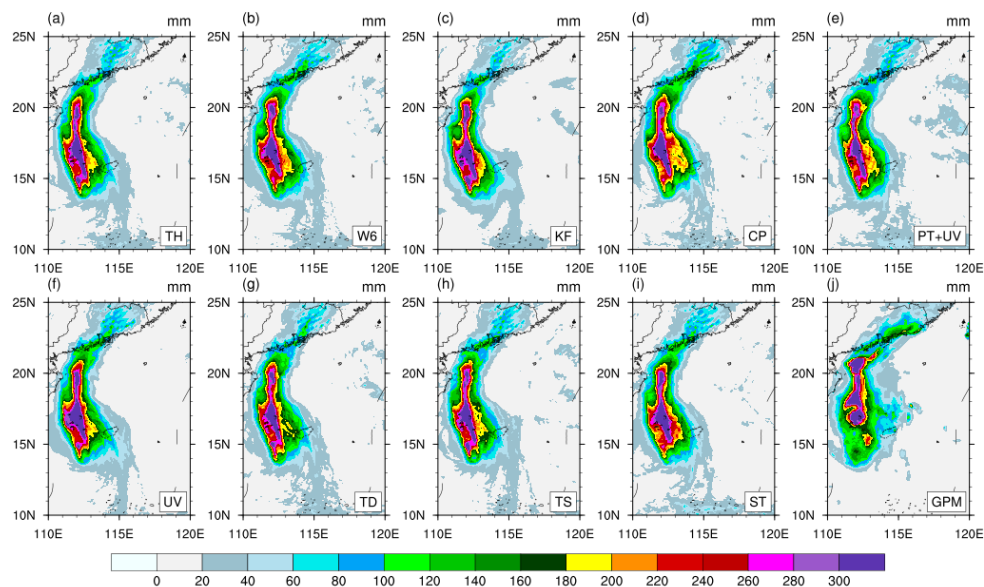 (a) mm (b) mm (c) mm (d) mm (e) mm
25N 25N 25N 25N 25N
20N 20N 20N 20N 20N
15N 15N 15N 15N 15N
TH W6 KF CP PT+UV
10N 10N 10N 10N 10N
110E 115E 120E 110E 115E 120E 110E 115E 120E 110E 115E 120E 110E 115E 120E
(f) mm (g) mm (h) mm (i) mm (j) mm
25N 25N 25N 25N 25N
20N 20N 20N 20N 20N
15N 15N 15N 15N 15N
UV TD TS ST GPM
10N 10N 10N 10N 10N
110E 115E 120E 110E 115E 120E 110E 115E 120E 110E 115E 120E 110E 115E 120E
0 20 40 60 80 100 120 140 160 180 200 220 240 260 280 300